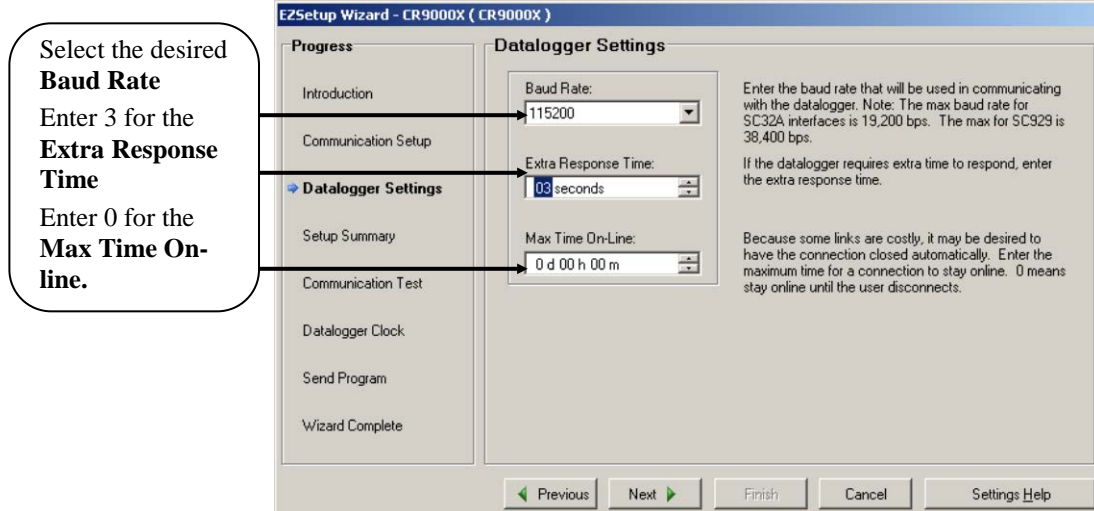 Select the desired
Baud Rate
Enter 3 for the
Extra Response
Time
Enter 0 for the
Max Time On-
line.
EZSetup Wizard - CR9000X ( CR9000X )
Progress
Introduction
Communication Setup
Datalogger Settings
Setup Summary
Communication Test
Datalogger Clock
Send Program
Wizard Complete
Datalogger Settings
Baud Rate:
115200
Enter the baud rate that will be used in communicating
with the datalogger. Note: The max baud rate for
SC32A interfaces is 19,200 bps. The max for SC929 is
38,400 bps.
Extra Response Time:
03 seconds
If the datalogger requires extra time to respond, enter
the extra response time.
Max Time On-Line:
0 d 00 h 00 m
Because some links are costly, it may be desired to
have the connection closed automatically. Enter the
maximum time for a connection to stay online. 0 means
stay online until the user disconnects.
Previous
Next
Finish
Cancel
Settings Help